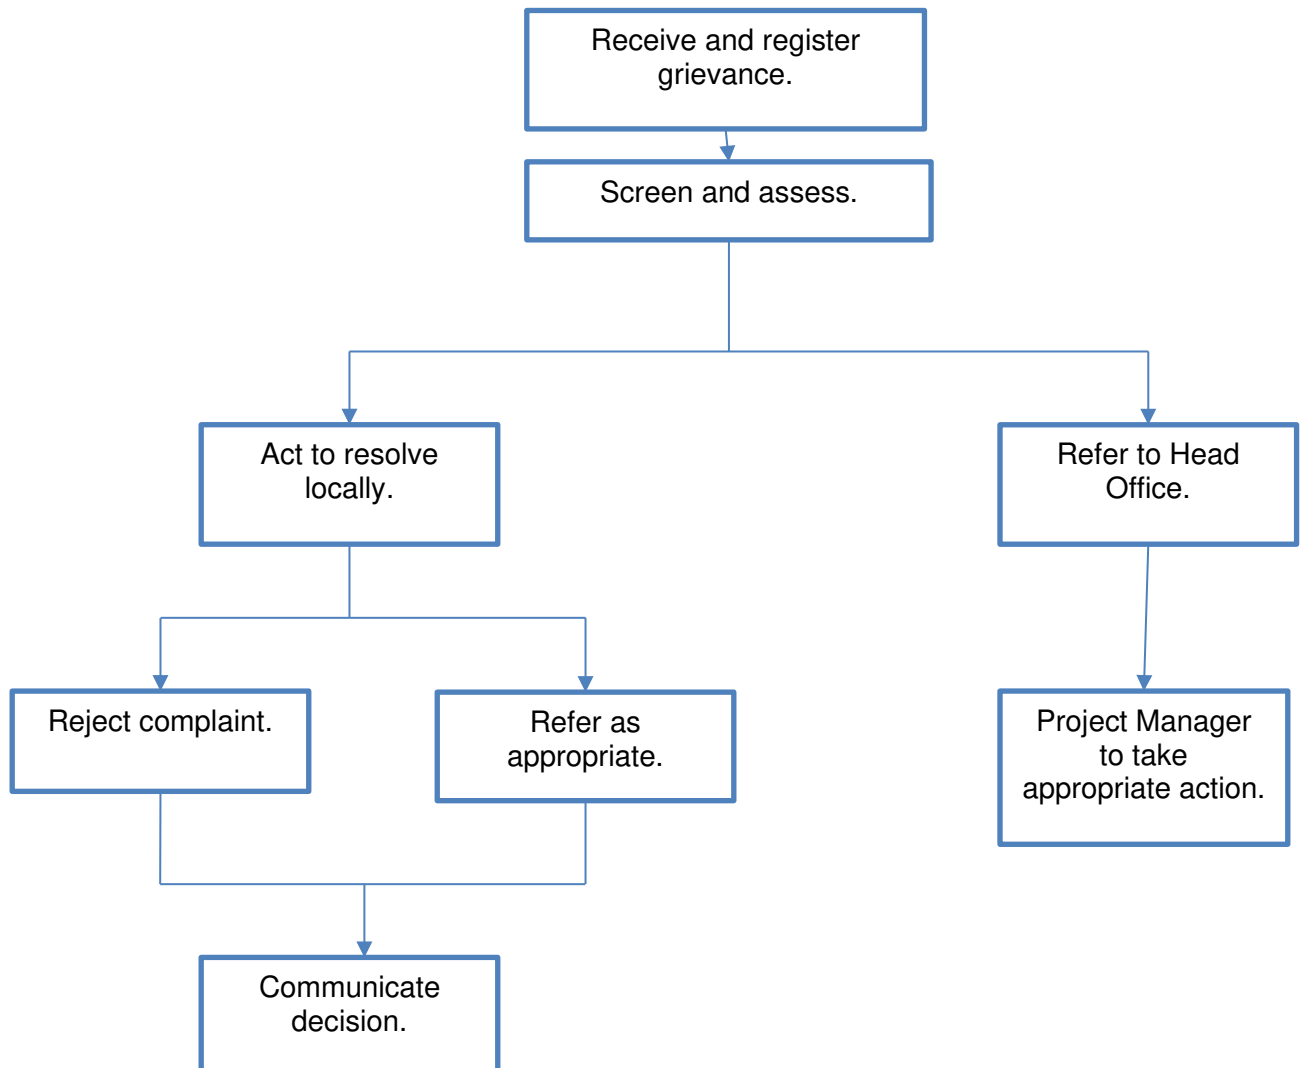 Receive and register
grievance.
Screen and assess.
Act to resolve
locally.
Refer to Head
Office.
Reject complaint.
Refer as
appropriate.
Project Manager
to take
appropriate action.
Communicate
decision.